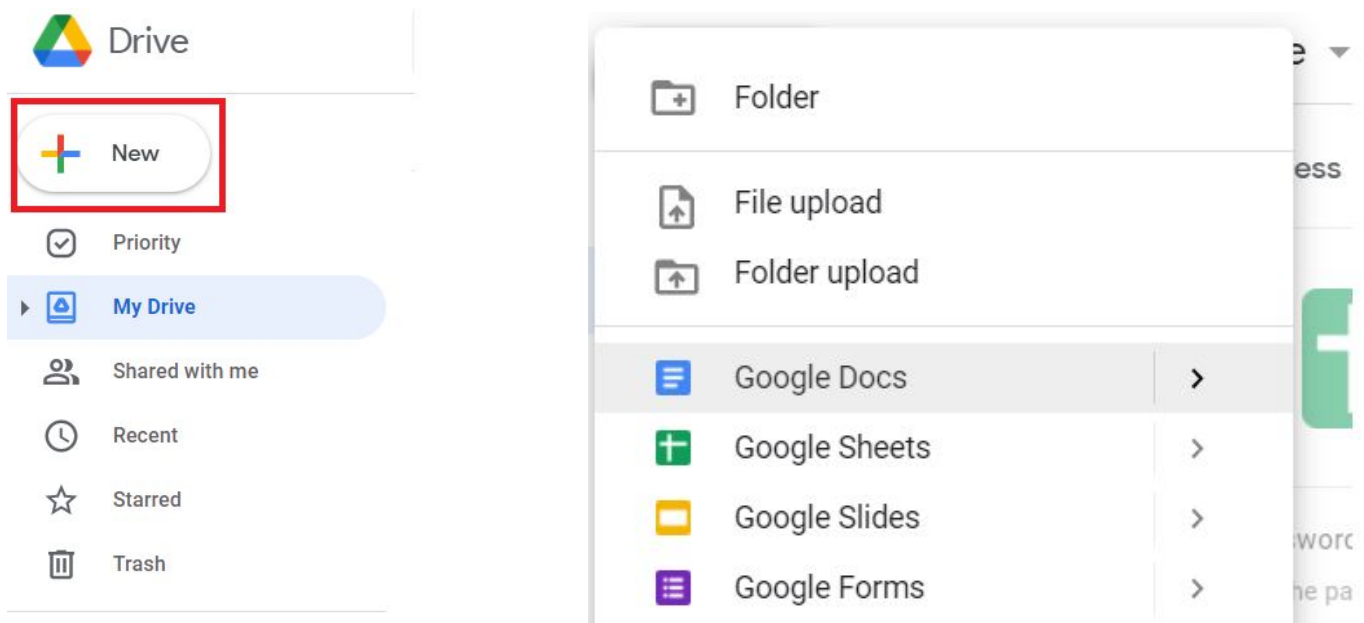 Drive
New
Priority
My Drive
Shared with me
Recent
Starred
Trash
Folder
File upload
Folder upload
Google Docs
Google Sheets
Google Slides
Google Forms